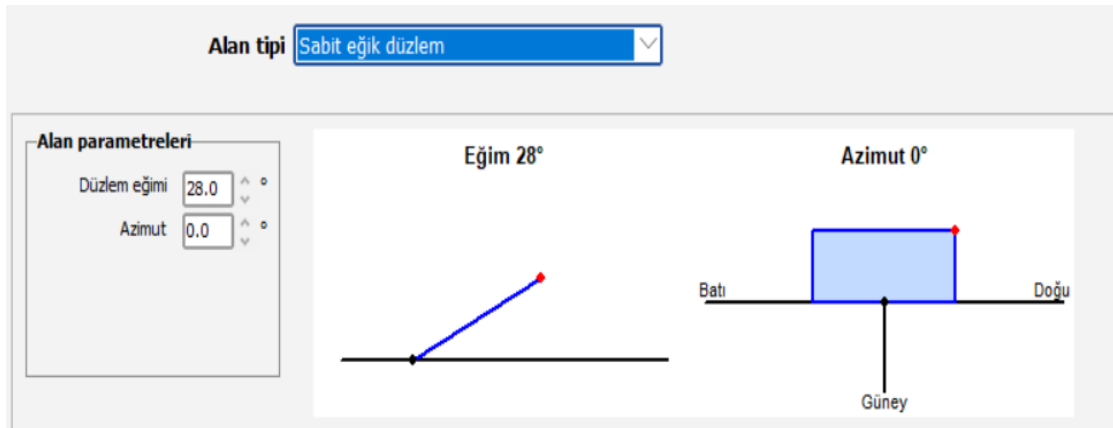 Alan tipi Sabit eğik düzlem
Alan parametreleri
Düzlem eğimi 28.0 °
Azimut 0.0 °
Eğim 28°
Azimut 0°
Batı
Doğu
Güney